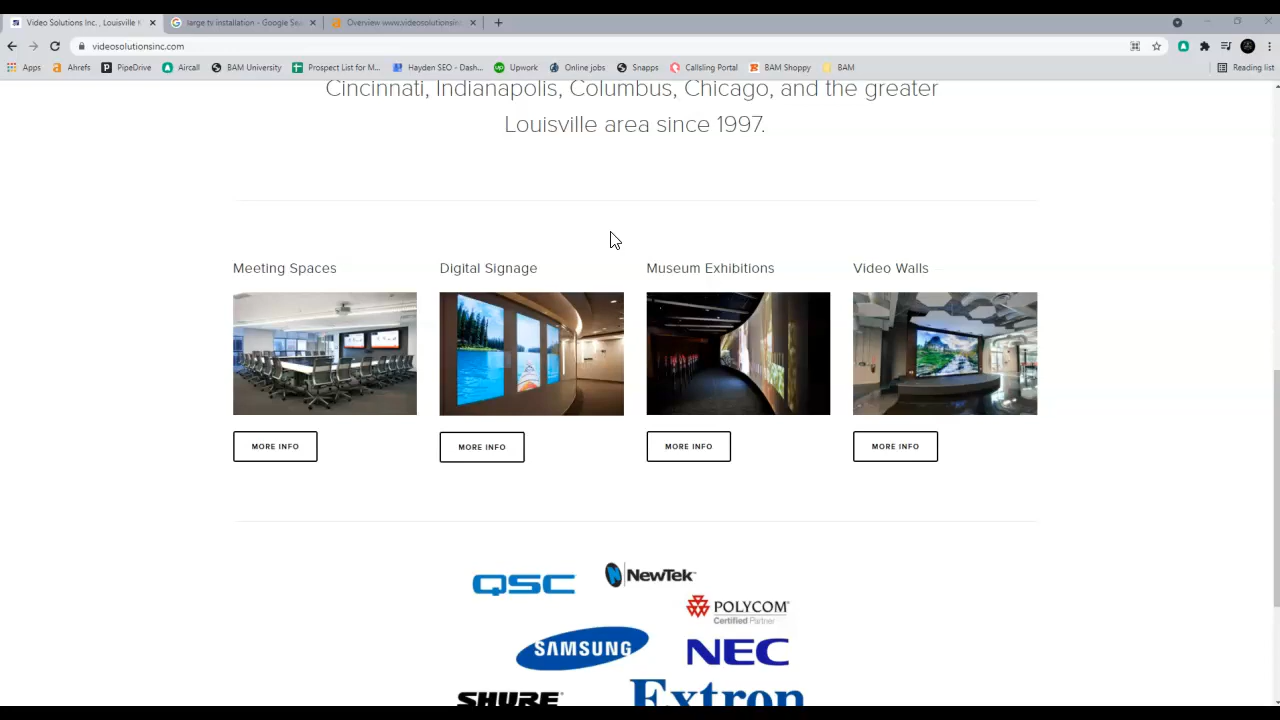 Video Solutions Inc., Louisville K
large tv installation - Google Sea
Overview www.videosolutionsinc
videosolutionsinc.com
Apps
Ahrefs
PipeDrive
Aircall
BAM University
Prospect List for M...
Hayden SEO - Dash...
Upwork
Online jobs
Snapps
Callsling Portal
BAM Shoppy
BAM
Reading list
Cincinnati, Indianapolis, Columbus, Chicago, and the greater
Louisville area since 1997.
Meeting Spaces
Digital Signage
Museum Exhibitions
Video Walls
MORE INFO
MORE INFO
MORE INFO
MORE INFO
QSC
NewTek
POLYCOM
Certified Partner
SAMSUNG
NEC
SHURE
Extron